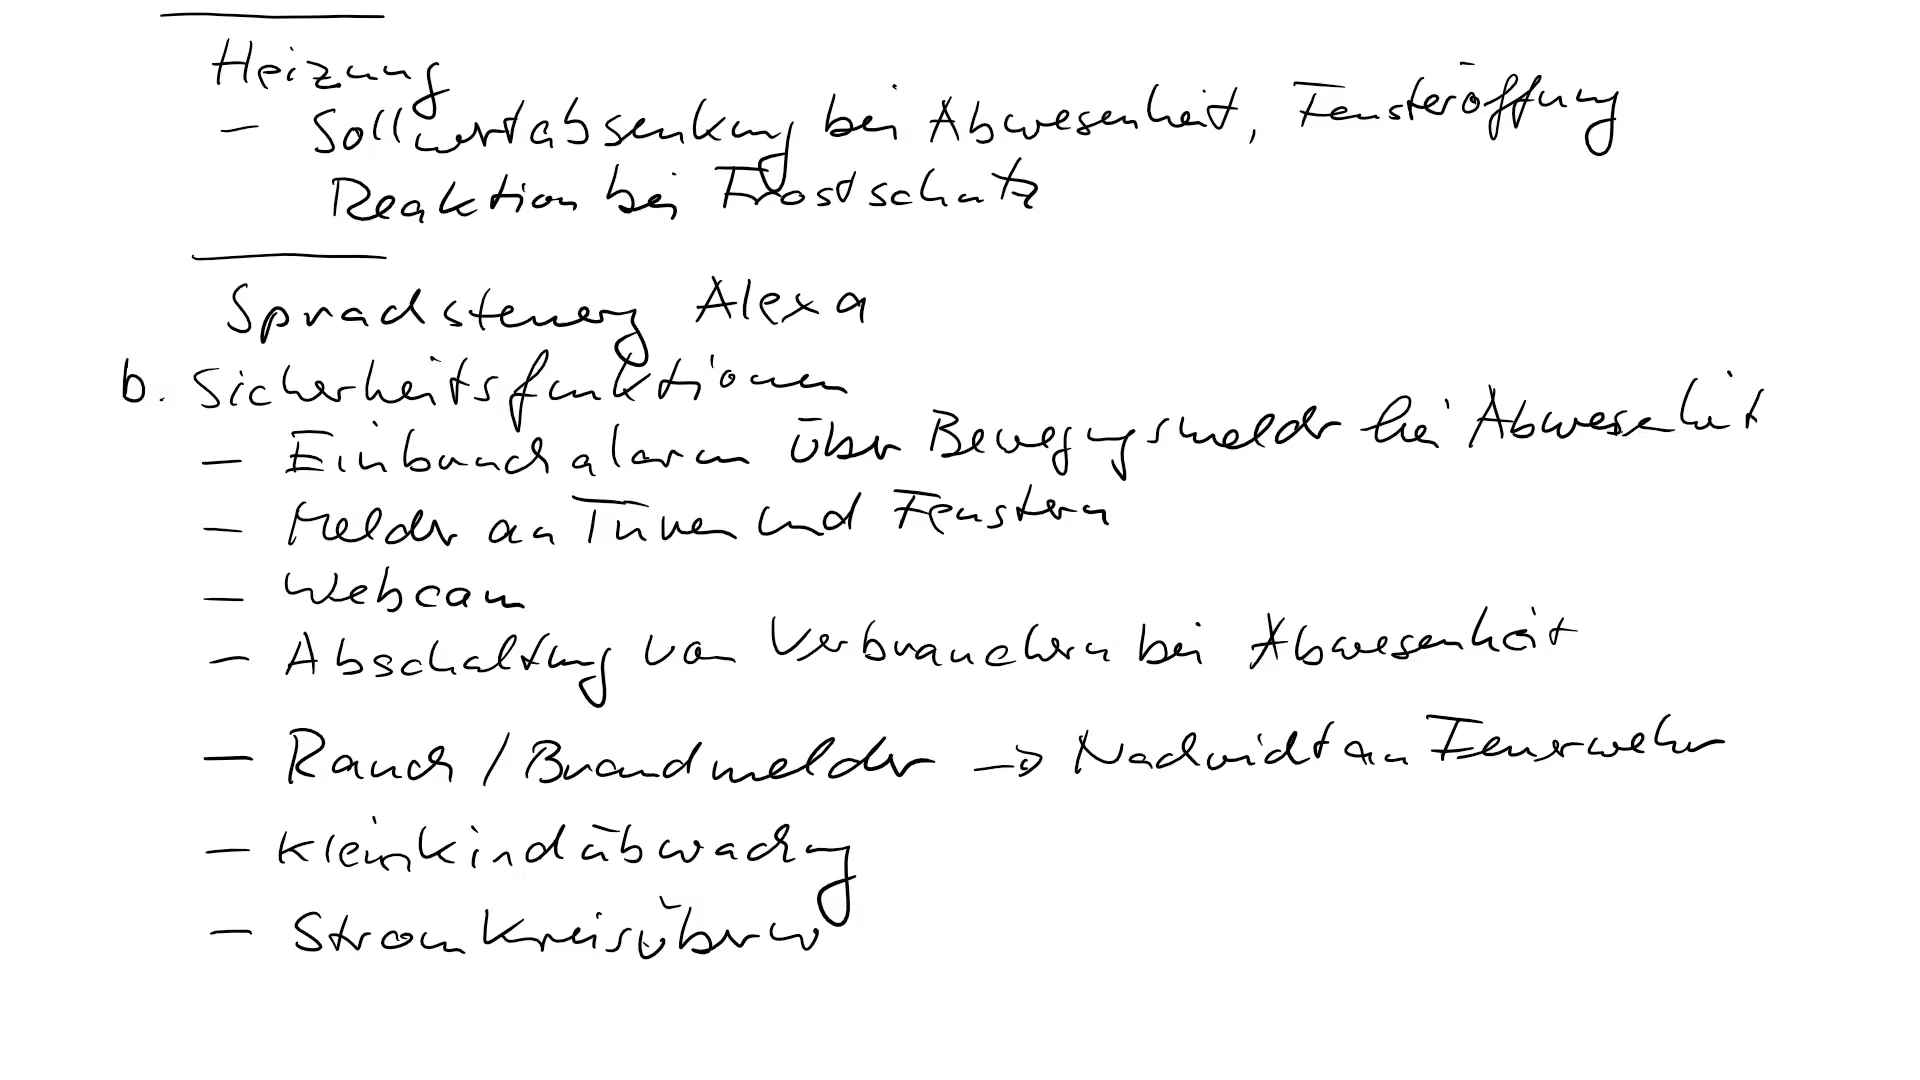 Heizung
- Sollwertabsenkung bei Abwesenheit, Fensteröffnung
Reaktion bei Frostschutz
Sprachsteuerung Alexa
b. Sicherheitsfunktionen
- Einbruchalarm über Bewegungsmelder bei Abwesenheit
- Melder an Türen und Fenstern
- Webcam
- Abschaltung von Verbrauchern bei Abwesenheit
- Rauch / Brandmelder -> Nachricht an Feuerwehr
- Kleinkindübwachung
- Stromkreisüberw